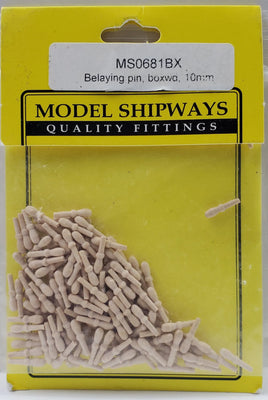 MS0681BX
Belaying pin, boxwd, 10mm
MODEL SHIPWAYS
QUALITY FITTINGS